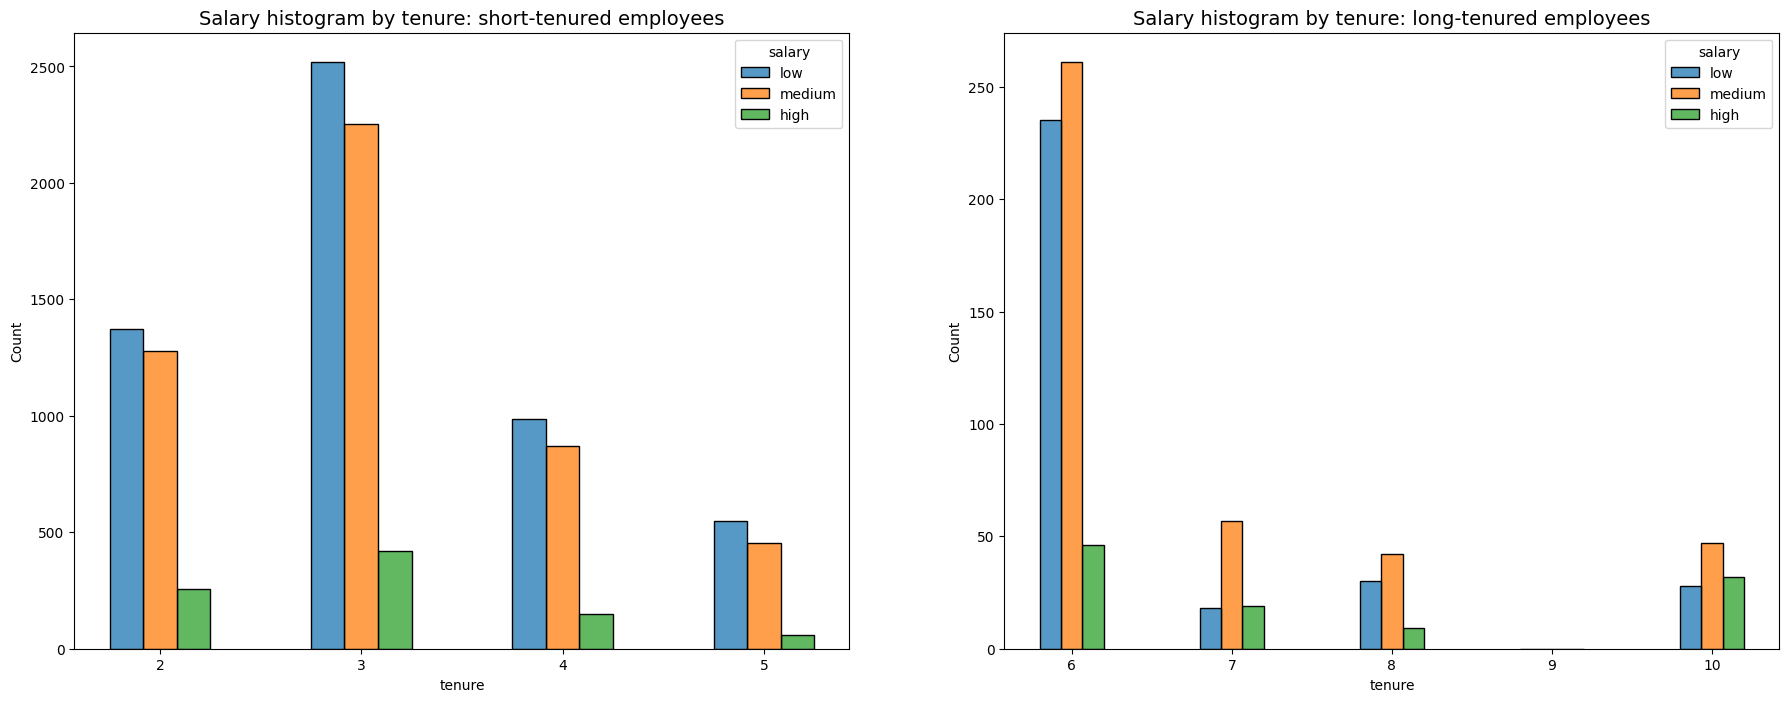 Salary histogram by tenure: short-tenured employees
salary
low
medium
high
2500
2000
1500
1000
500
0
Count
2 3 4 5
tenure
Salary histogram by tenure: long-tenured employees
salary
low
medium
high
250
200
150
100
50
0
Count
6 7 8 9 10
tenure